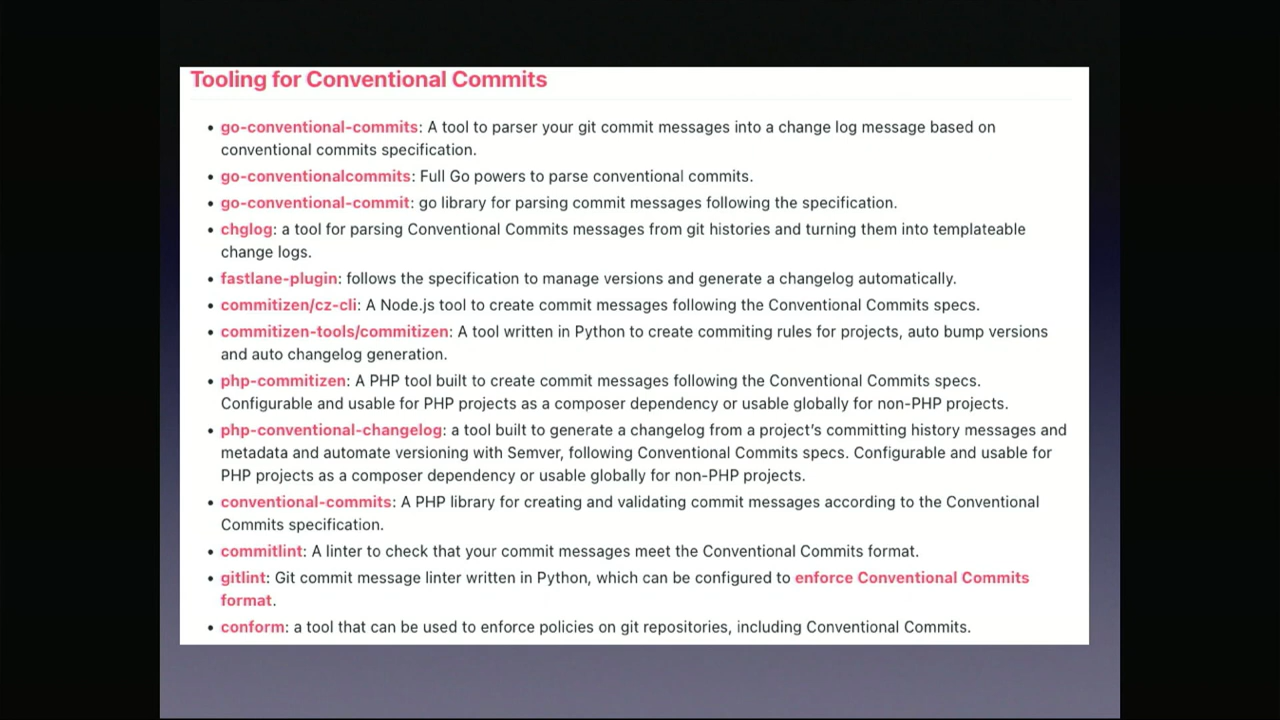 Tooling for Conventional Commits
• go-conventional-commits: A tool to parser your git commit messages into a change log message based on
conventional commits specification.
• go-conventionalcommits: Full Go powers to parse conventional commits.
• go-conventional-commit: go library for parsing commit messages following the specification.
• chglog: a tool for parsing Conventional Commits messages from git histories and turning them into templateable
change logs.
• fastlane-plugin: follows the specification to manage versions and generate a changelog automatically.
• commitizen/cz-cli: A Node.js tool to create commit messages following the Conventional Commits specs.
• commitizen-tools/commitizen: A tool written in Python to create commiting rules for projects, auto bump versions
and auto changelog generation.
• php-commitizen: A PHP tool built to create commit messages following the Conventional Commits specs.
Configurable and usable for PHP projects as a composer dependency or usable globally for non-PHP projects.
• php-conventional-changelog: a tool built to generate a changelog from a project’s committing history messages and
metadata and automate versioning with Semver, following Conventional Commits specs. Configurable and usable for
PHP projects as a composer dependency or usable globally for non-PHP projects.
• conventional-commits: A PHP library for creating and validating commit messages according to the Conventional
Commits specification.
• commitlint: A linter to check that your commit messages meet the Conventional Commits format.
• gitlint: Git commit message linter written in Python, which can be configured to enforce Conventional Commits
format.
• conform: a tool that can be used to enforce policies on git repositories, including Conventional Commits.